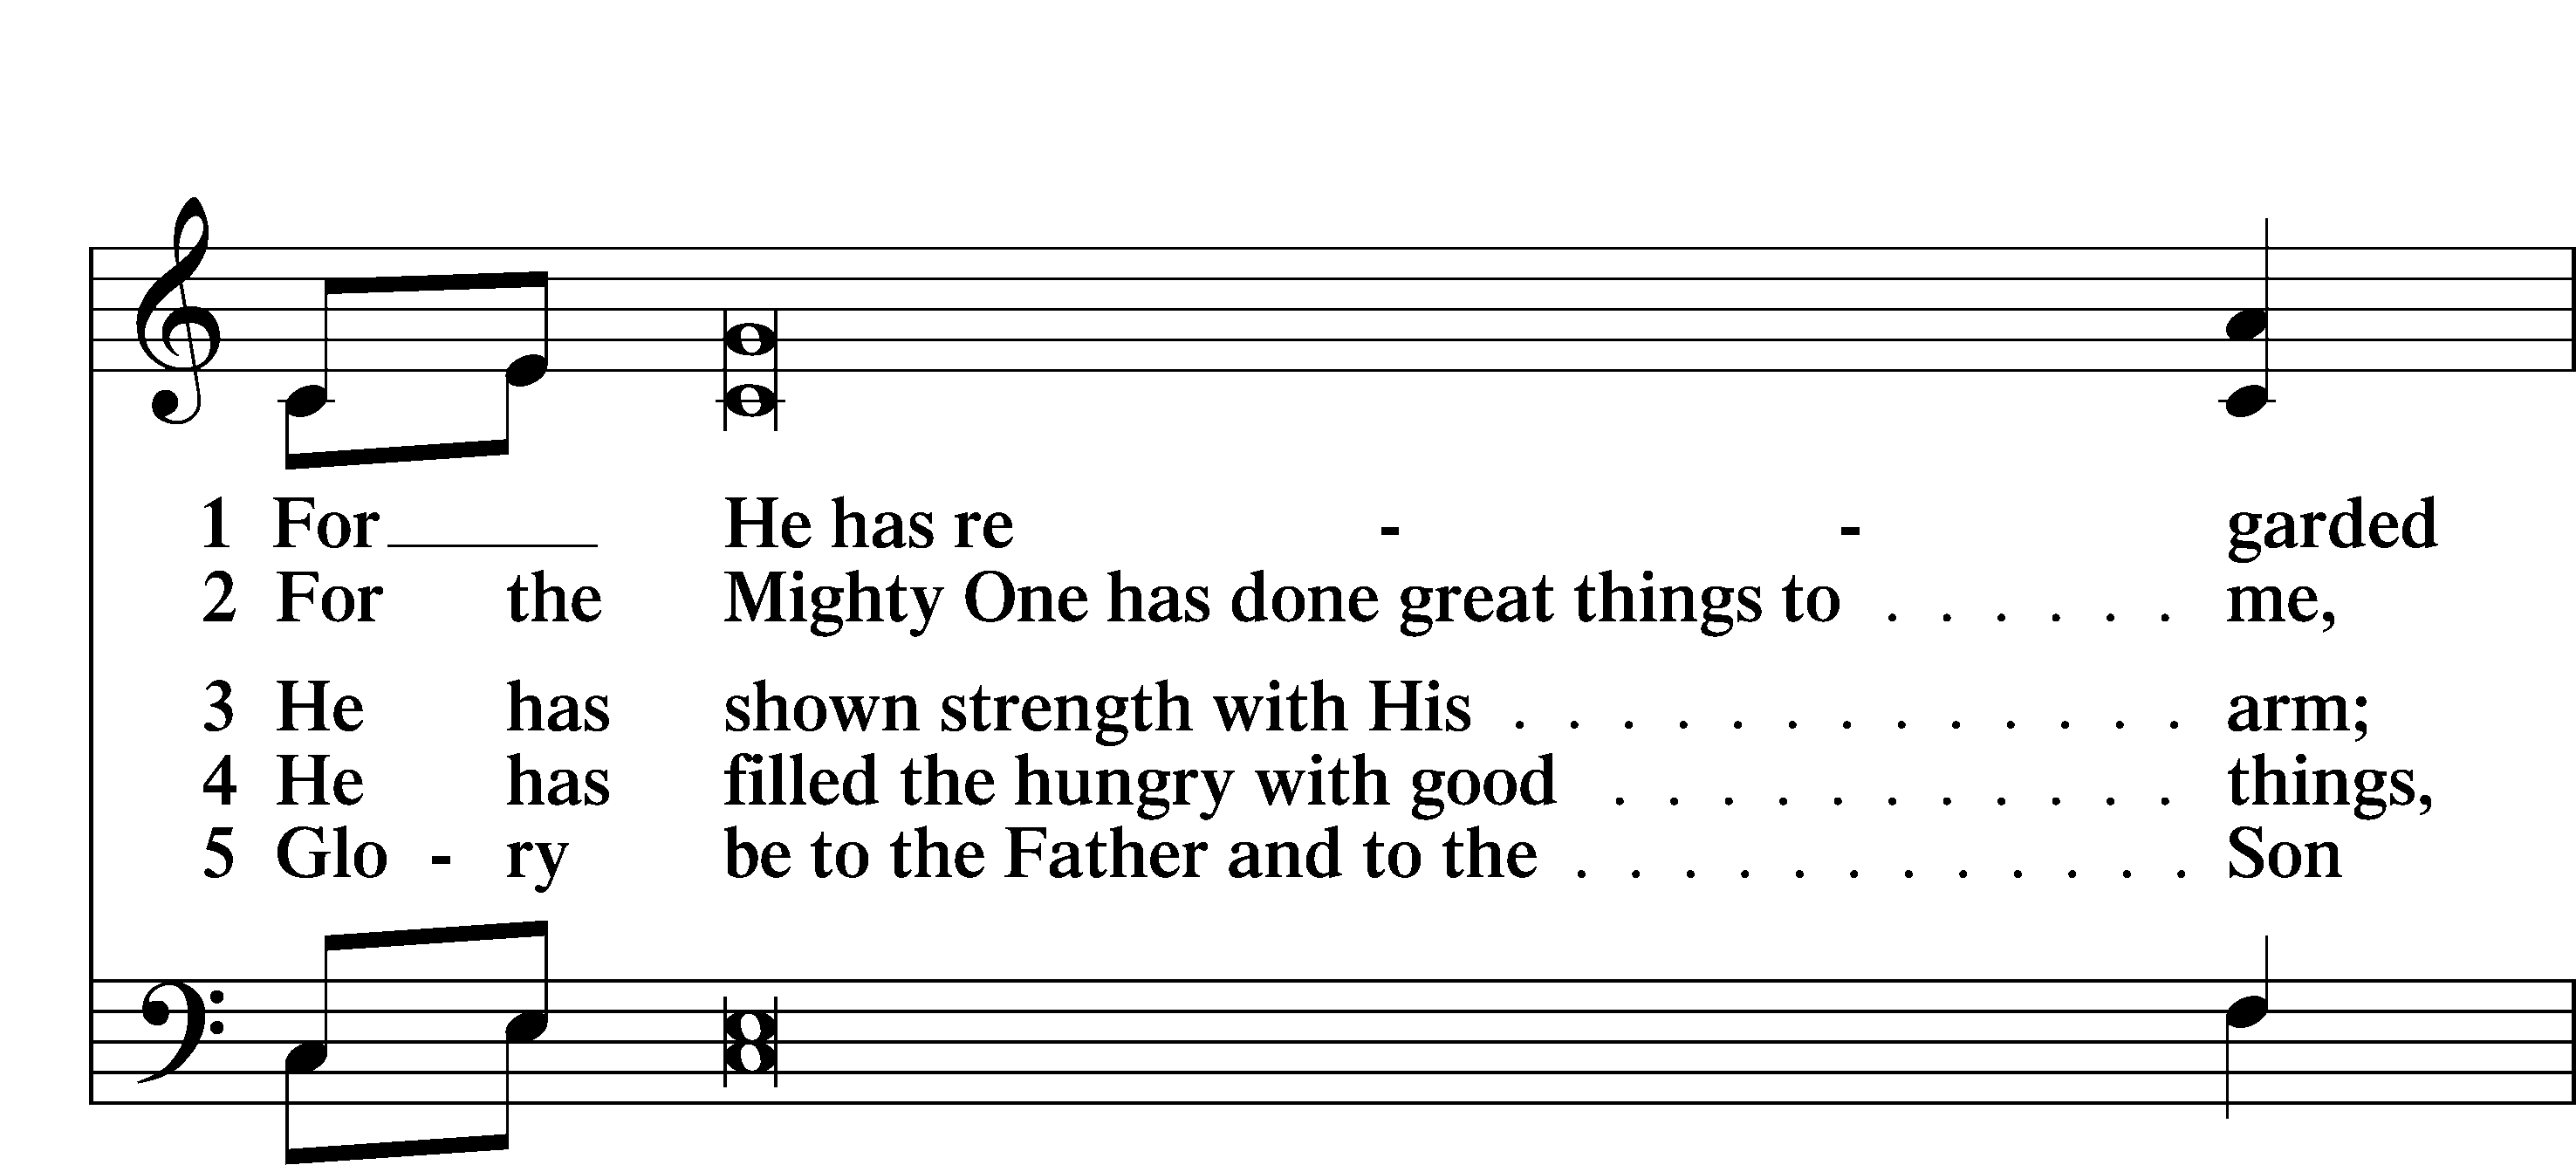 1 For He has re - - garded
2 For the Mighty One has done great things to . . . . . . me,
3 He has shown strength with His . . . . . . . . . . . . . arm;
4 He has filled the hungry with good . . . . . . . . . . . things,
5 Glo - ry be to the Father and to the . . . . . . . . . . . . Son